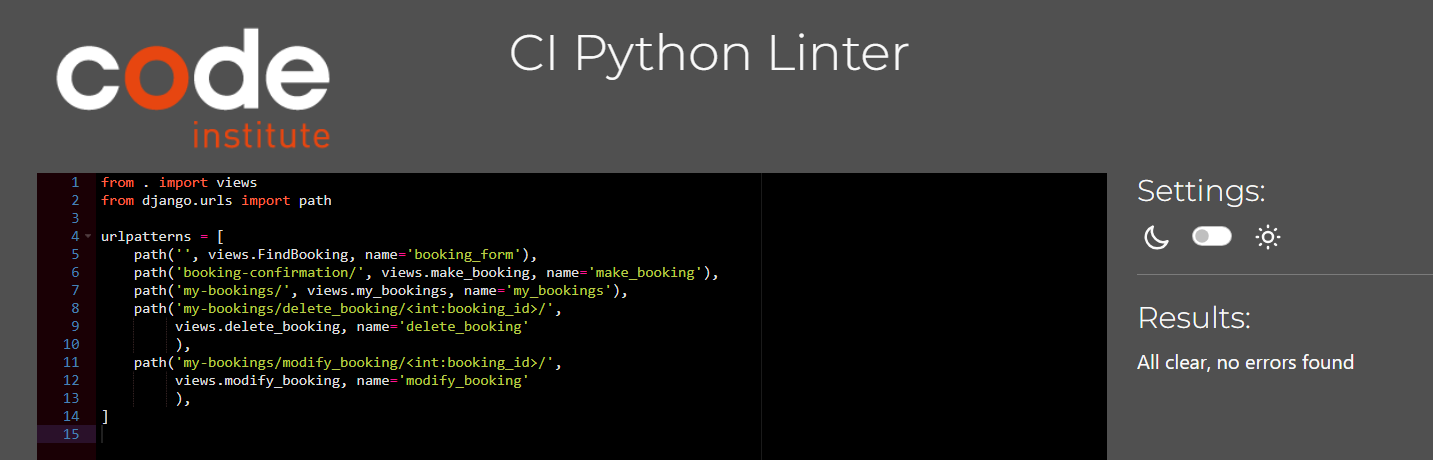 code
institute
CI Python Linter
1 from . import views
2 from django.urls import path
3
4 urlpatterns = [
5     path('', views.FindBooking, name='booking_form'),
6     path('booking-confirmation/', views.make_booking, name='make_booking'),
7     path('my-bookings/', views.my_bookings, name='my_bookings'),
8     path('my-bookings/delete_booking/<int:booking_id>/',
9          views.delete_booking, name='delete_booking'
10          ),
11     path('my-bookings/modify_booking/<int:booking_id>/',
12          views.modify_booking, name='modify_booking'
13          ),
14 ]
15
Settings:
Results:
All clear, no errors found